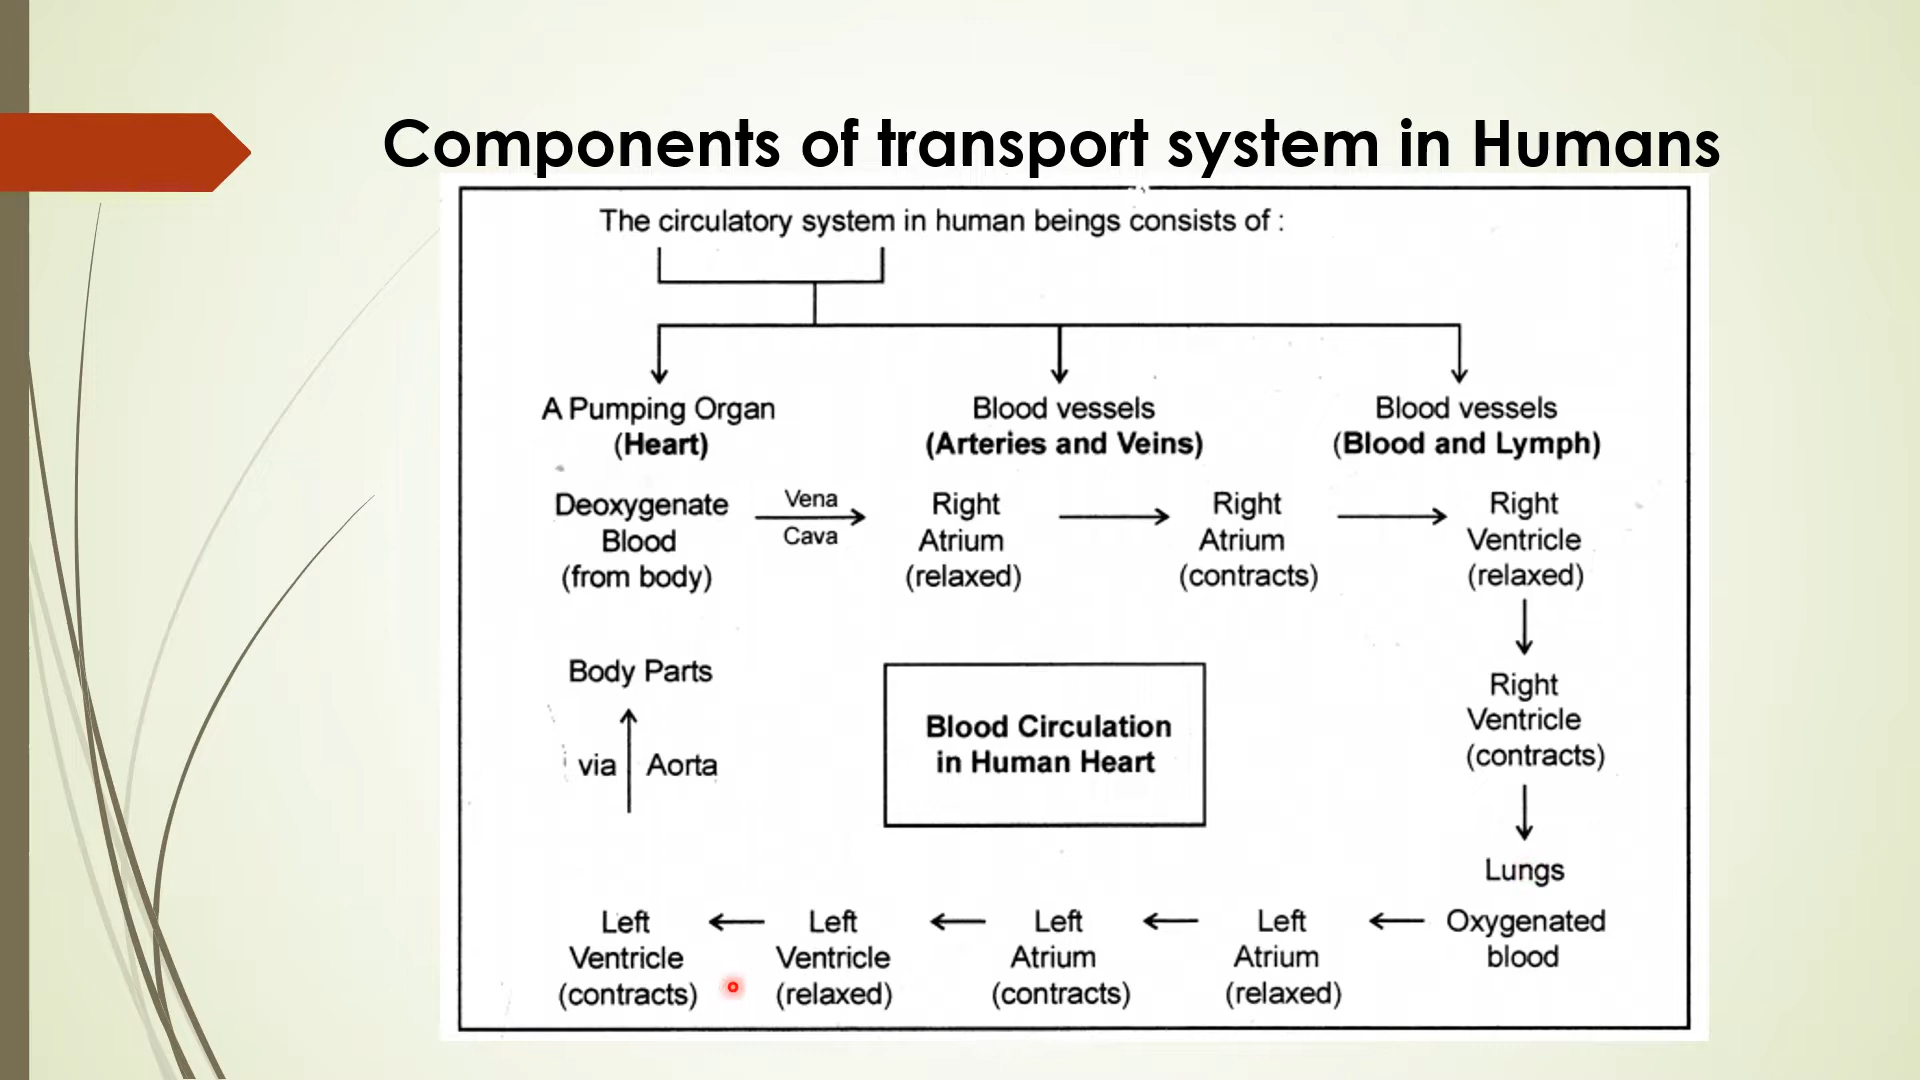 Components of transport system in Humans
The circulatory system in human beings consists of :
A Pumping Organ
(Heart)
Blood vessels
(Arteries and Veins)
Blood vessels
(Blood and Lymph)
Deoxygenate
Blood
(from body)
Vena
Cava
Right
Atrium
(relaxed)
Right
Atrium
(contracts)
Right
Ventricle
(relaxed)
Right
Ventricle
(contracts)
Lungs
Oxygenated
blood
Left
Atrium
(relaxed)
Left
Atrium
(contracts)
Left
Ventricle
(relaxed)
Left
Ventricle
(contracts)
via Aorta
Body Parts
Blood Circulation
in Human Heart